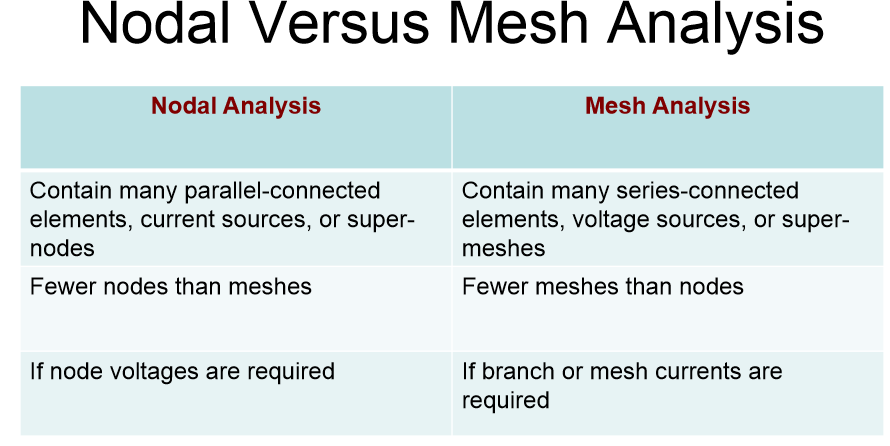 Nodal Versus Mesh Analysis
Nodal Analysis
Mesh Analysis
Contain many parallel-connected
elements, current sources, or super-
nodes
Contain many series-connected
elements, voltage sources, or super-
meshes
Fewer nodes than meshes
Fewer meshes than nodes
If node voltages are required
If branch or mesh currents are
required